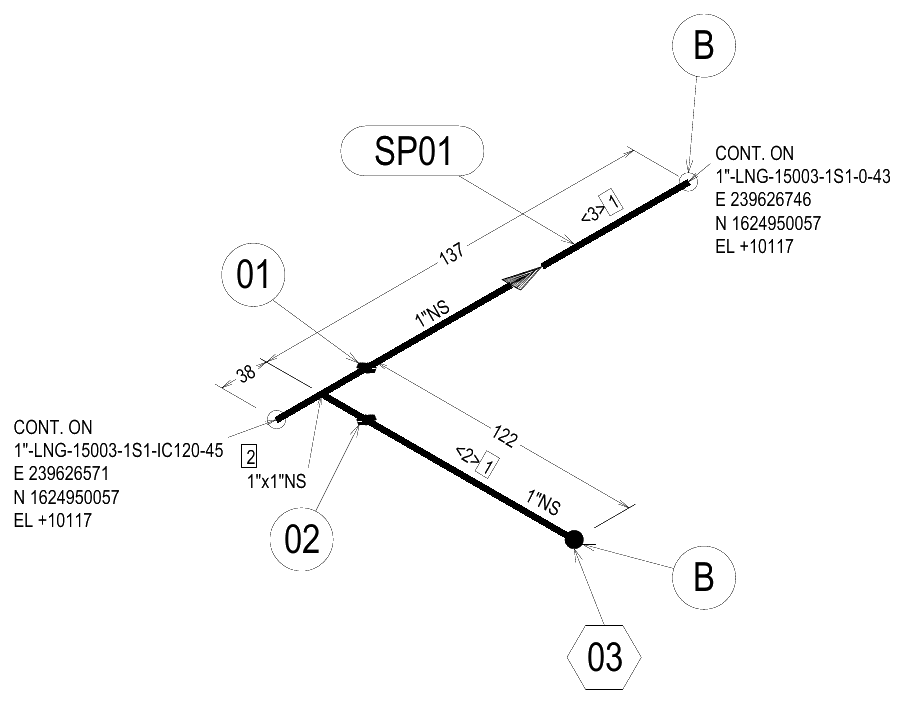 B
SP01
CONT. ON
1"-LNG-15003-1S1-0-43
E 239626746
N 1624950057
EL +10117
<3> 1
137
01
1"NS
38
CONT. ON
1"-LNG-15003-1S1-IC120-45
E 239626571
N 1624950057
EL +10117
2
1"x1"NS
122
<2> 1
1"NS
02
B
03